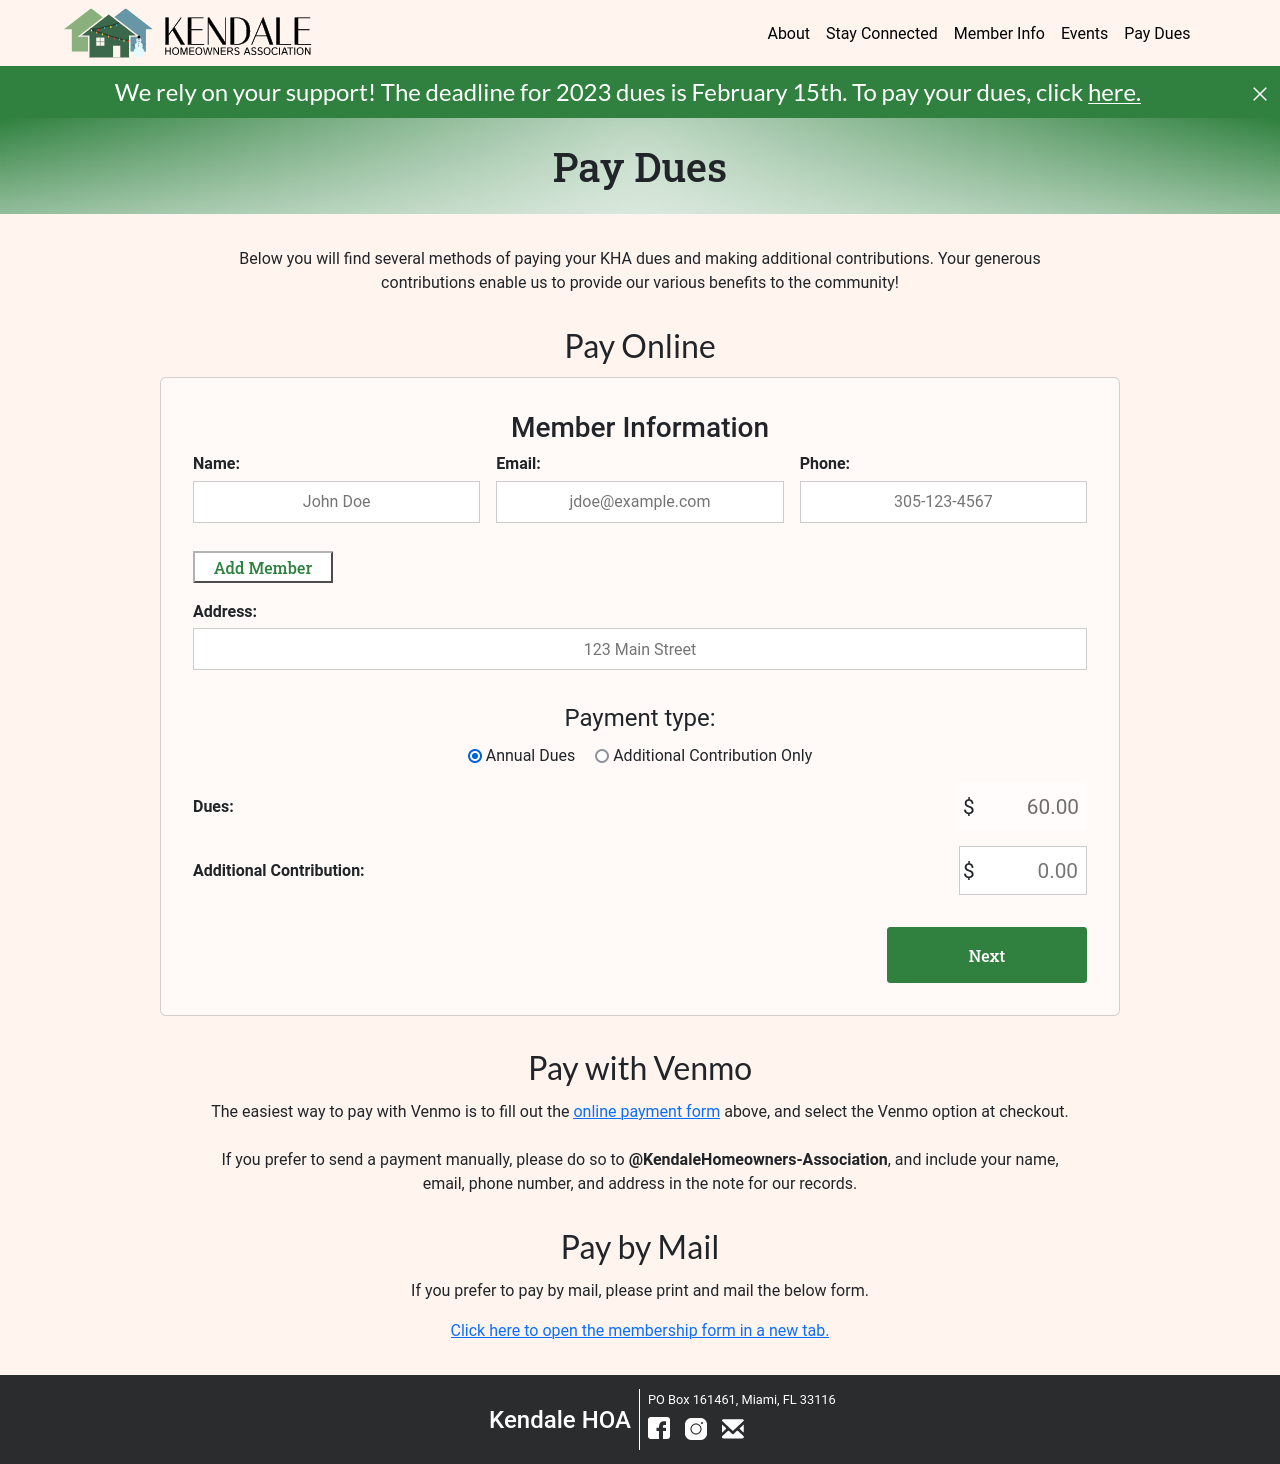 KENDALE
HOMEOWNERS ASSOCIATION
About Stay Connected Member Info Events Pay Dues
We rely on your support! The deadline for 2023 dues is February 15th. To pay your dues, click here.
Pay Dues
Below you will find several methods of paying your KHA dues and making additional contributions. Your generous
contributions enable us to provide our various benefits to the community!
Pay Online
Member Information
Name: Email: Phone:
John Doe jdoe@example.com 305-123-4567
Add Member
Address:
123 Main Street
Payment type:
Annual Dues Additional Contribution Only
Dues: $ 60.00
Additional Contribution: $ 0.00
Next
Pay with Venmo
The easiest way to pay with Venmo is to fill out the online payment form above, and select the Venmo option at checkout.
If you prefer to send a payment manually, please do so to @KendaleHomeowners-Association, and include your name,
email, phone number, and address in the note for our records.
Pay by Mail
If you prefer to pay by mail, please print and mail the below form.
Click here to open the membership form in a new tab.
Kendale HOA
PO Box 161461, Miami, FL 33116